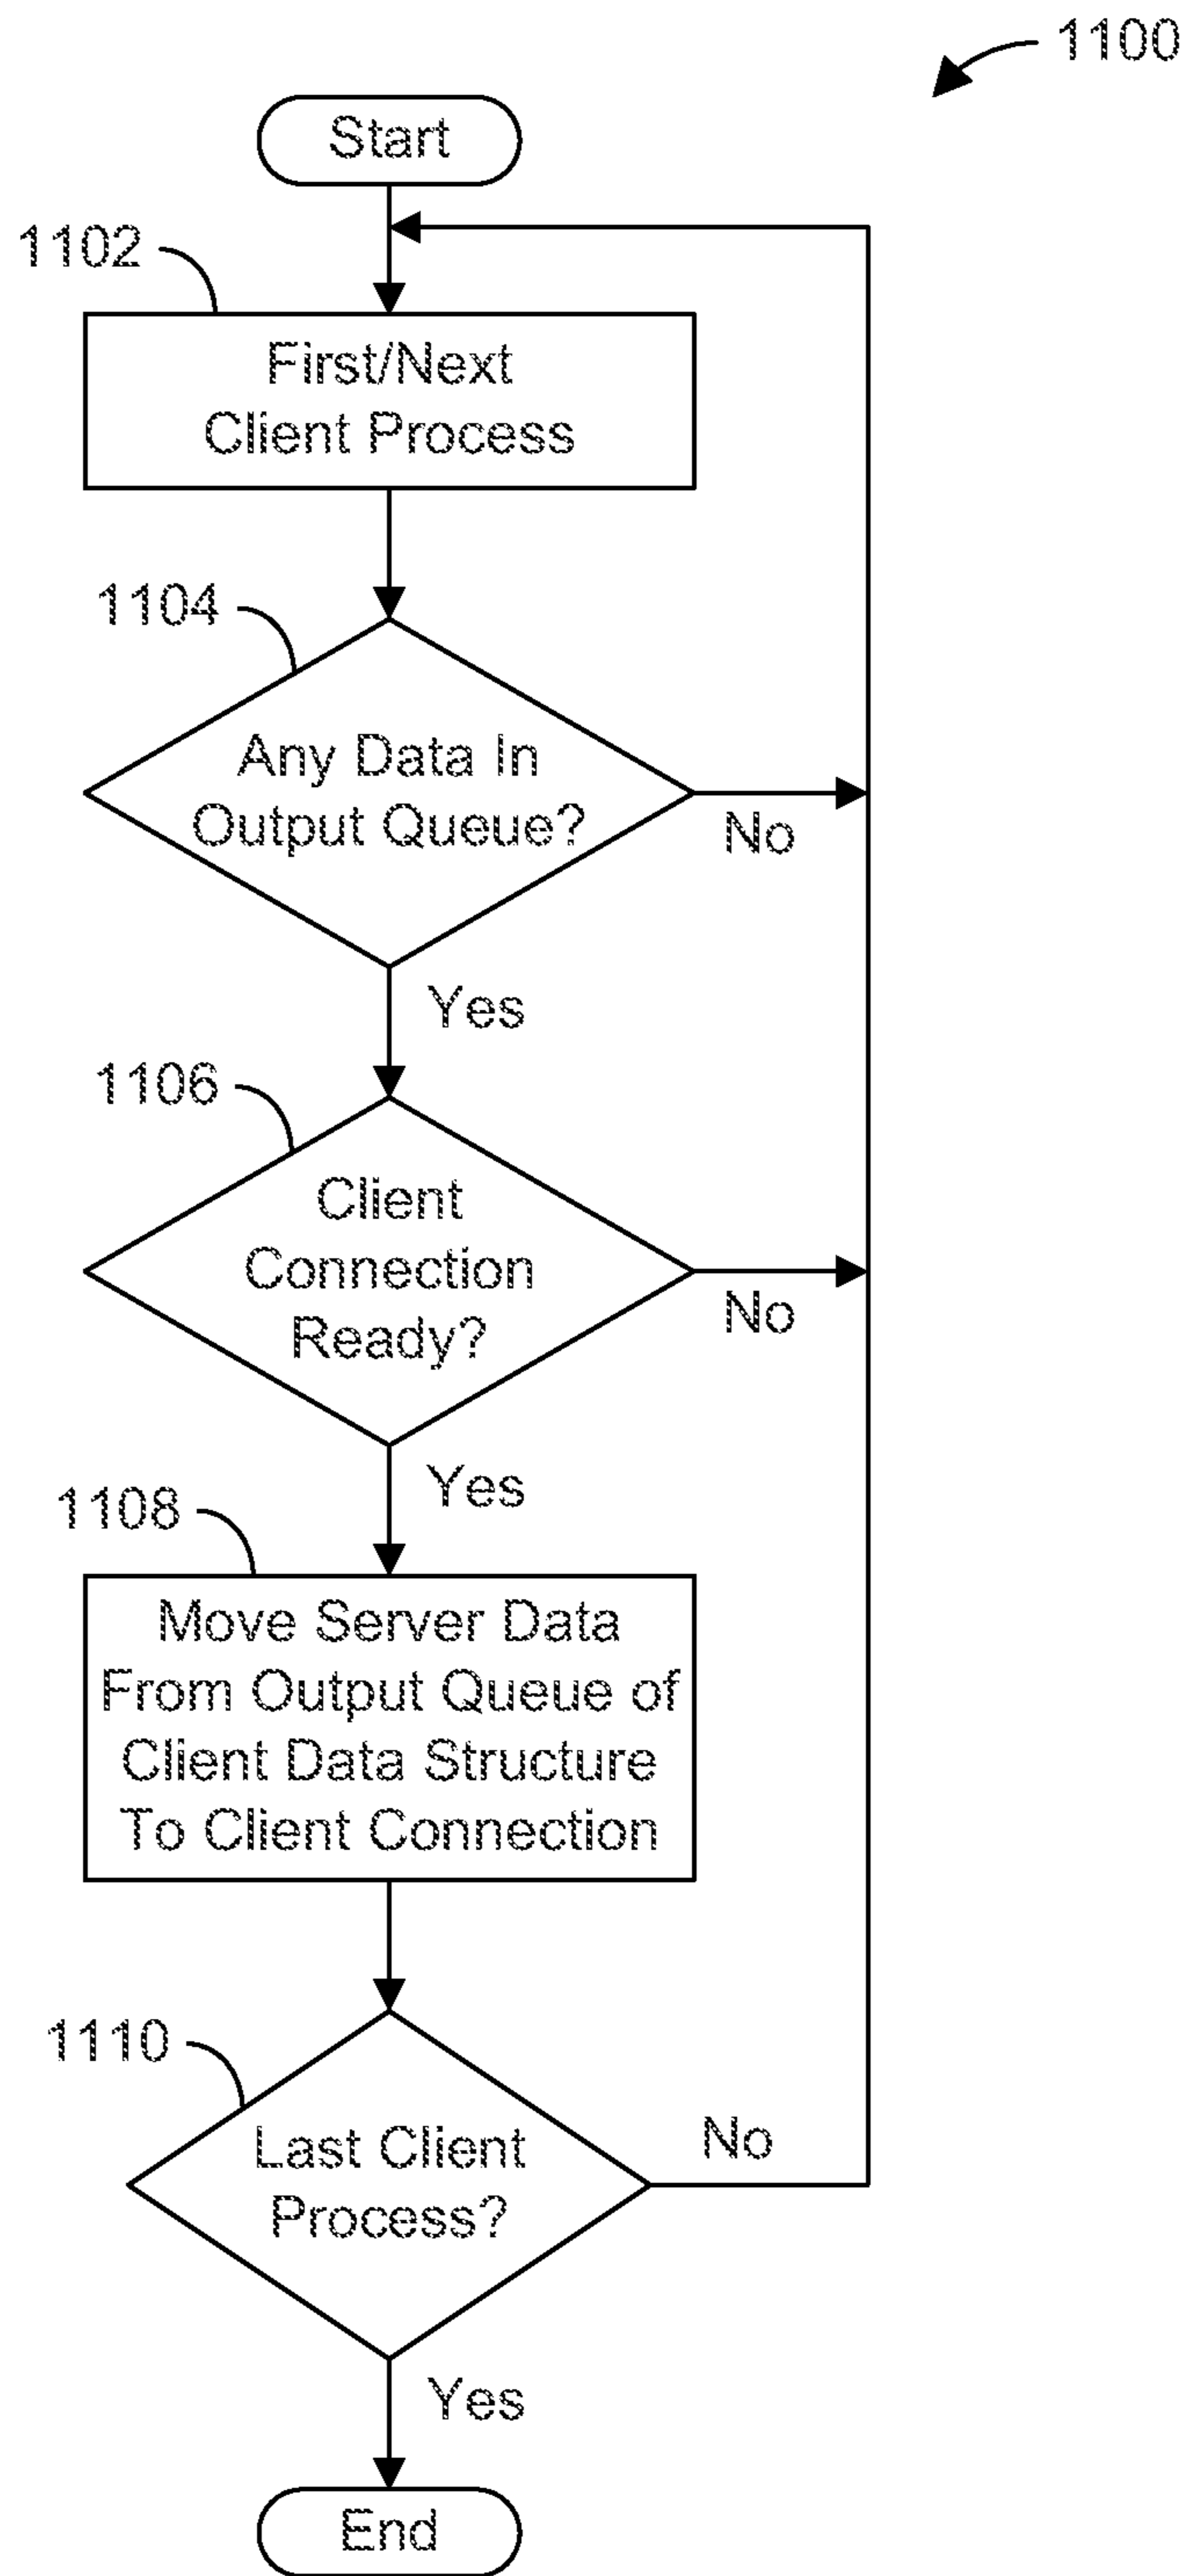 1100
Start
1102
First/Next
Client Process
1104
Any Data In
Output Queue?
No
Yes
1106
Client
Connection
Ready?
No
Yes
1108
Move Server Data
From Output Queue of
Client Data Structure
To Client Connection
1110
Last Client
Process?
No
Yes
End